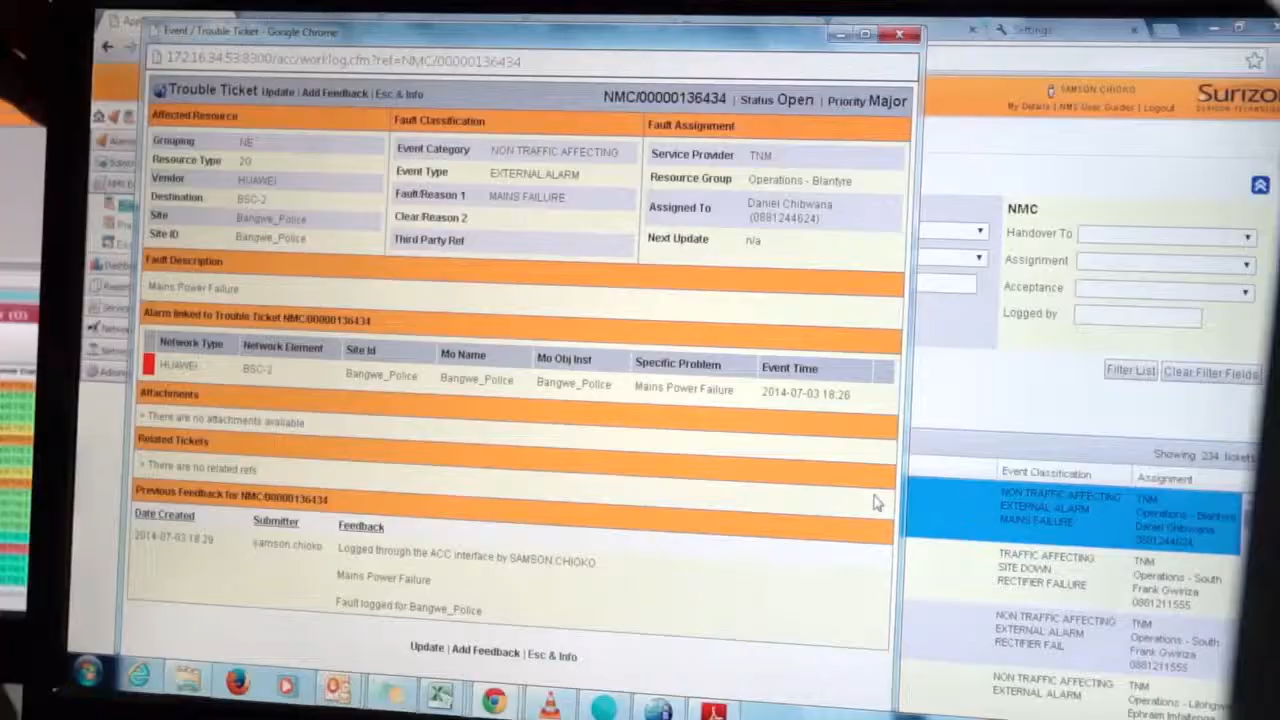 Event / Trouble Ticket - Google Chrome
172.16.34.53:8300/acc/worklog.cfm?ref=NMC/00000136434
Trouble Ticket Update | Add Feedback | Esc & Info
NMC/00000136434 | Status Open | Priority Major
Affected Resource
Grouping NE
Resource Type 2G
Vendor HUAWEI
Destination BSC-2
Site Bangwe_Police
Site ID Bangwe_Police
Fault Classification
Event Category NON TRAFFIC AFFECTING
Event Type EXTERNAL ALARM
Fault/Reason 1 MAINS FAILURE
Clear/Reason 2
Third Party Ref
Fault Assignment
Service Provider TNM
Resource Group Operations - Blantyre
Assigned To Daniel Chibwana
(0881244624)
Next Update n/a
Fault Description
Mains Power Failure
Alarm linked to Trouble Ticket NMC/00000136434
Network Type Network Element Site Id Mo Name Mo Obj Inst Specific Problem Event Time
HUAWEI BSC-2 Bangwe_Police Bangwe_Police Bangwe_Police Mains Power Failure 2014-07-03 18:26
Attachments
» There are no attachments available
Related Tickets
» There are no related refs
Previous Feedback for NMC/00000136434
Date Created Submitter Feedback
2014-07-03 18:29 samson.chioko Logged through the ACC interface by SAMSON.CHIOKO
Mains Power Failure
Fault logged for Bangwe_Police
Update | Add Feedback | Esc & Info
Settings
SAMSON CHIOKO
My Details | NMS User Guides | Logout
Surizo
NMC
Handover To
Assignment
Acceptance
Logged by
Filter List Clear Filter Fields
Showing 234 tickets
Event Classification Assignment
NON TRAFFIC AFFECTING
EXTERNAL ALARM
MAINS FAILURE
TNM
Operations - Blantyre
Daniel Chibwana
0881244624
TRAFFIC AFFECTING
SITE DOWN
RECTIFIER FAILURE
TNM
Operations - South
Frank Gwiriza
0881211555
NON TRAFFIC AFFECTING
EXTERNAL ALARM
RECTIFIER FAIL
TNM
Operations - South
Frank Gwiriza
0881211555
NON TRAFFIC AFFECTING
EXTERNAL ALARM
TNM
Operations - Lilongw